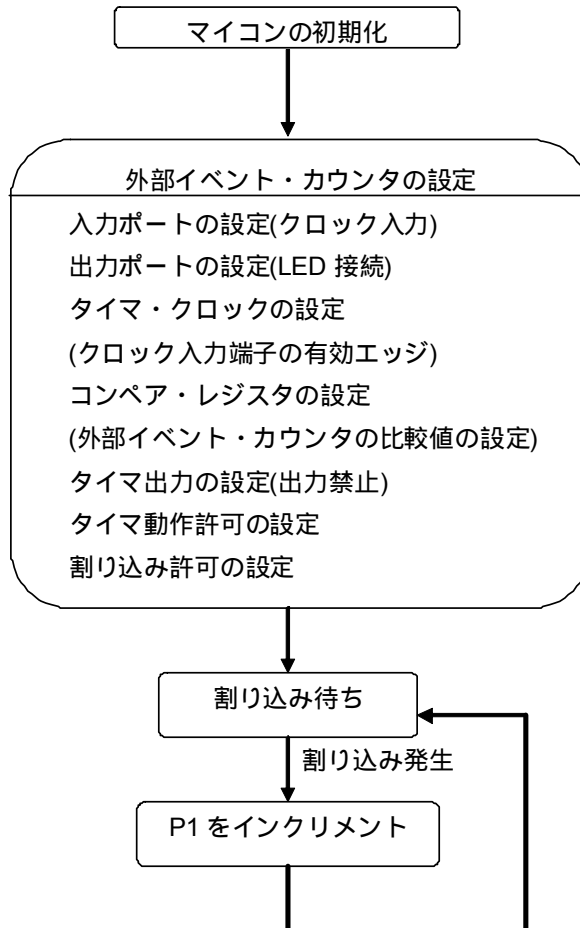 マイコンの初期化
外部イベント・カウンタの設定
入力ポートの設定(クロック入力)
出力ポートの設定(LED 接続)
タイマ・クロックの設定
(クロック入力端子の有効エッジ)
コンペア・レジスタの設定
(外部イベント・カウンタの比較値の設定)
タイマ出力の設定(出力禁止)
タイマ動作許可の設定
割り込み許可の設定
割り込み待ち
割り込み発生
P1 をインクリメント